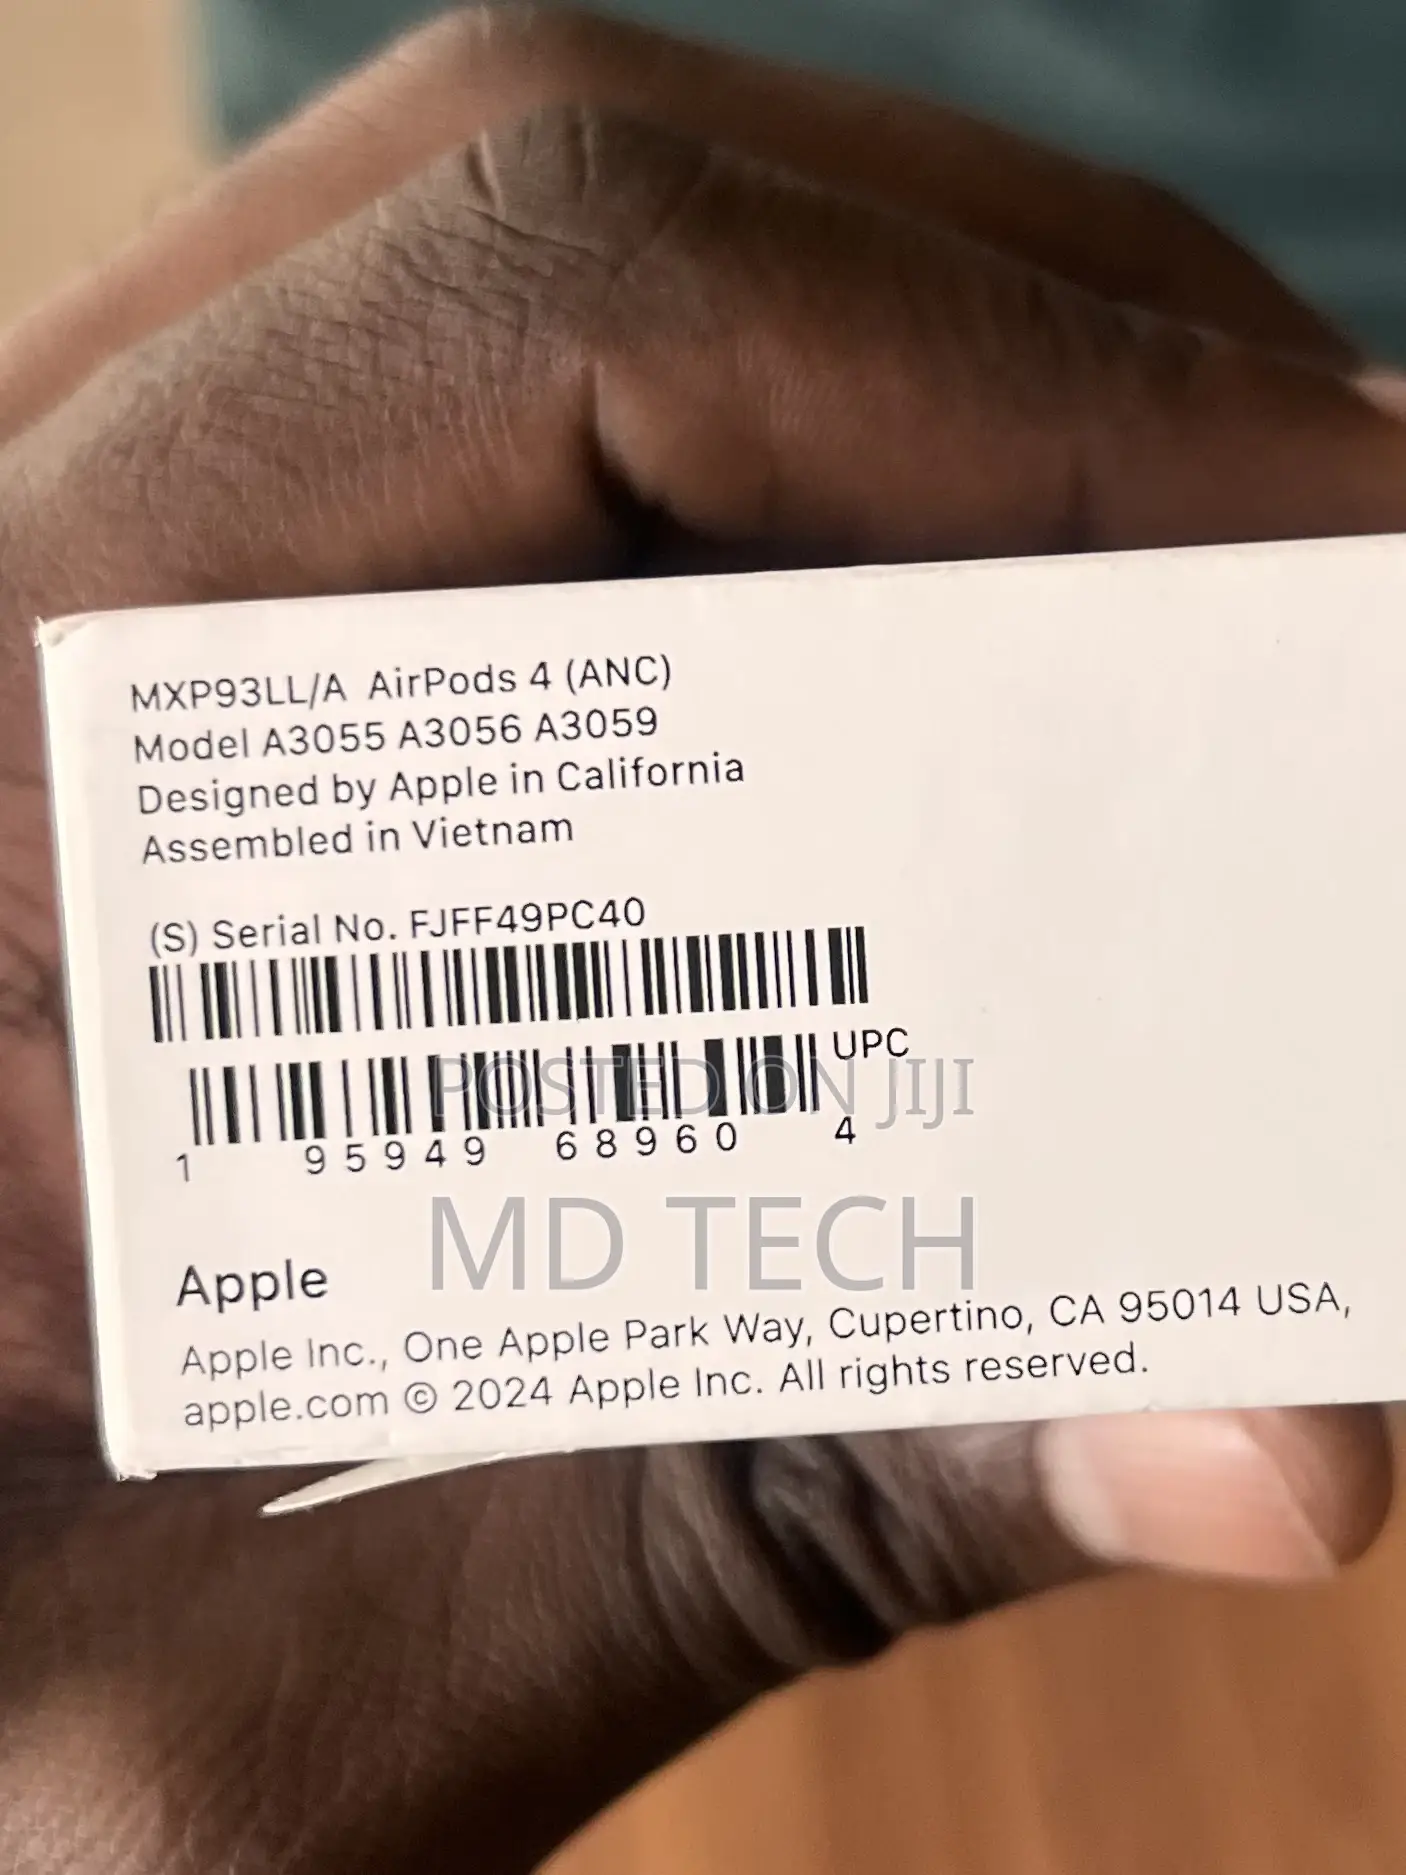 MXP93LL/A AirPods 4 (ANC)
Model A3055 A3056 A3059
Designed by Apple in California
Assembled in Vietnam
(S) Serial No. FJFF49PC40
UPC
POSTED ON JIJI
1 95949 68960 4
MD TECH
Apple
Apple Inc., One Apple Park Way, Cupertino, CA 95014 USA,
apple.com © 2024 Apple Inc. All rights reserved.